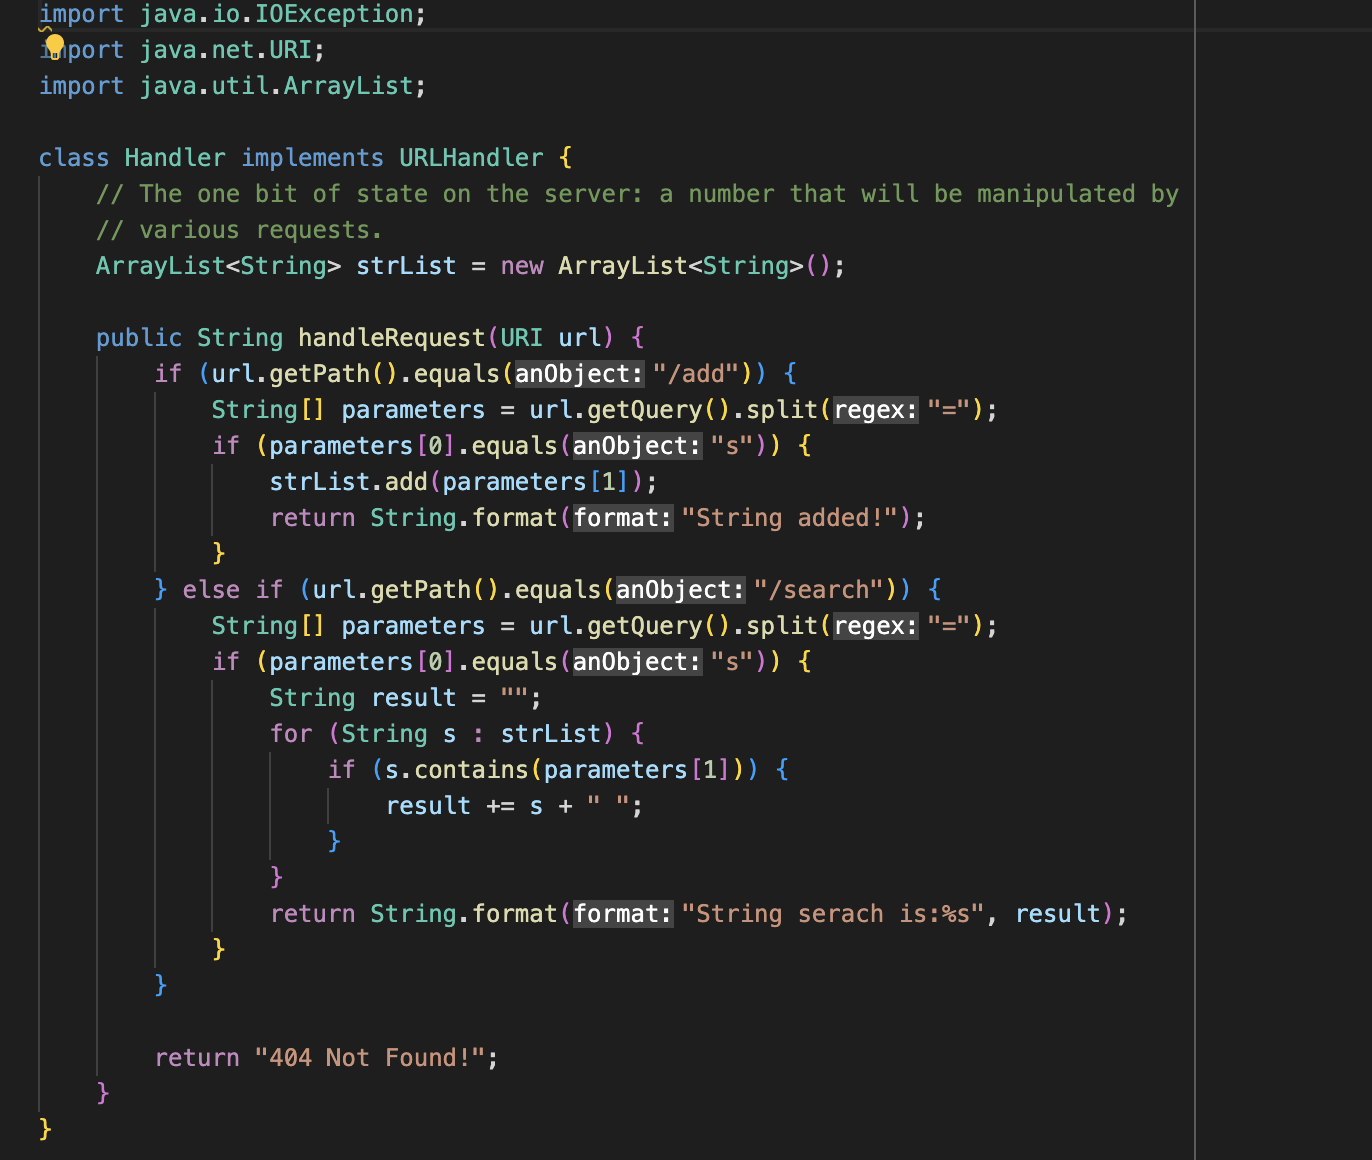 import java.io.IOException;
import java.net.URI;
import java.util.ArrayList;

class Handler implements URLHandler {
    // The one bit of state on the server: a number that will be manipulated by
    // various requests.
    ArrayList<String> strList = new ArrayList<String>();

    public String handleRequest(URI url) {
        if (url.getPath().equals(anObject: "/add")) {
            String[] parameters = url.getQuery().split(regex: "=");
            if (parameters[0].equals(anObject: "s")) {
                strList.add(parameters[1]);
                return String.format(format: "String added!");
            }
        } else if (url.getPath().equals(anObject: "/search")) {
            String[] parameters = url.getQuery().split(regex: "=");
            if (parameters[0].equals(anObject: "s")) {
                String result = "";
                for (String s : strList) {
                    if (s.contains(parameters[1])) {
                        result += s + " ";
                    }
                }
                return String.format(format: "String serach is:%s", result);
            }
        }

        return "404 Not Found!";
    }
}